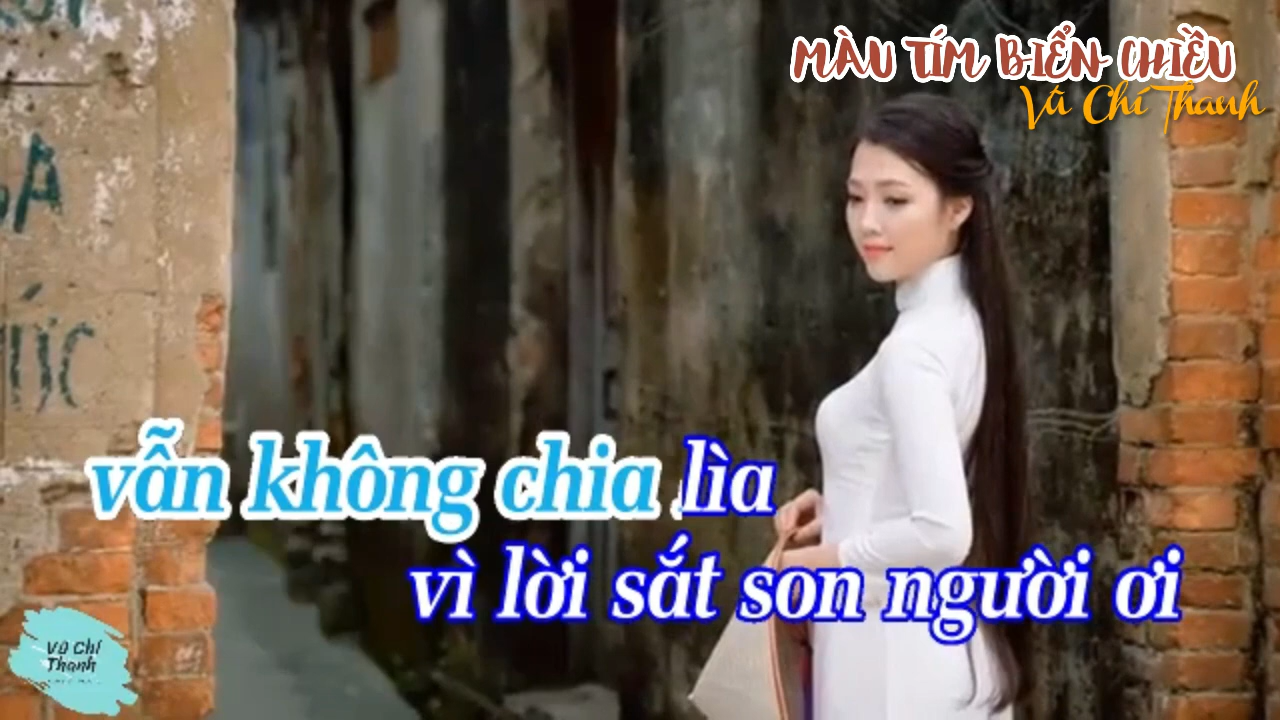 MÀU TÍM BIỂN CHIỀU
Vũ Chí Thanh
vẫn không chia lìa
vì lời sắt son người ơi
Vũ Chí
Thanh